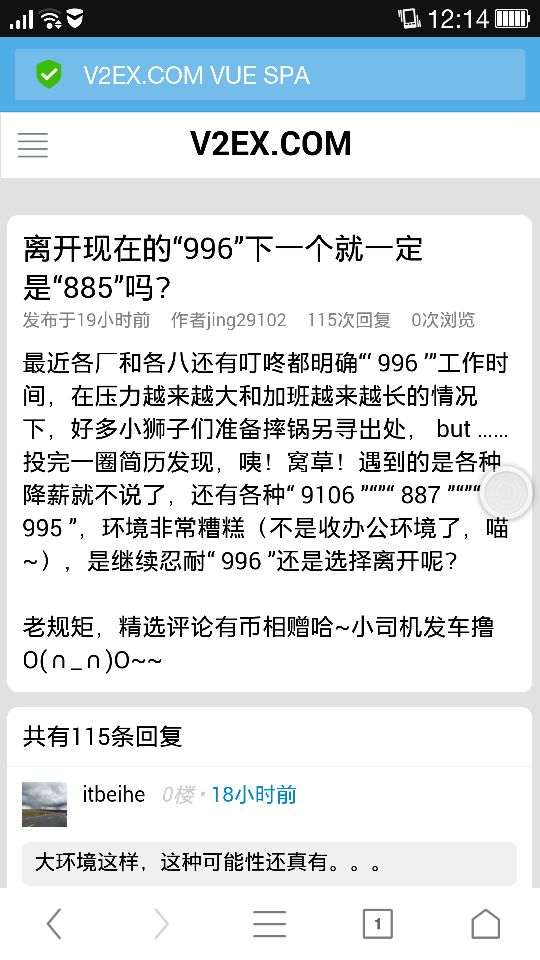 12:14
V2EX.COM VUE SPA
V2EX.COM
离开现在的“996”下一个就一定
是“885”吗?
发布于19小时前 作者jing29102 115次回复 0次浏览
最近各厂和各八还有叮咚都明确“‘ 996 ’”工作时
间，在压力越来越大和加班越来越长的情况
下，好多小狮子们准备摔锅另寻出处， but ……
投完一圈简历发现，咦！窝草！遇到的是各种
降薪就不说了，还有各种“ 9106 ”“”“ 887 ”“”“
995 ”，环境非常糟糕（不是收办公环境了，喵
~），是继续忍耐“ 996 ”还是选择离开呢?
老规矩，精选评论有币相赠哈~小司机发车撸
O(∩_∩)O~~
共有115条回复
itbeihe 0楼 • 18小时前
大环境这样，这种可能性还真有。。。
1